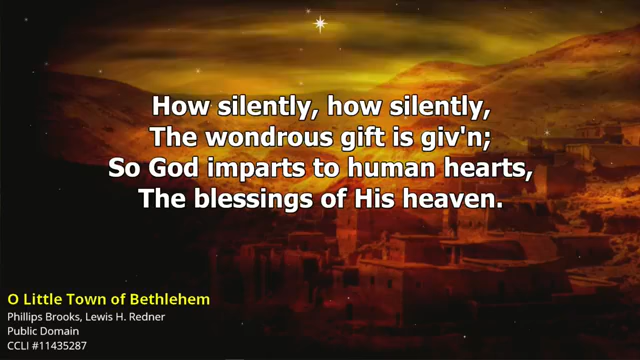 How silently, how silently,
The wondrous gift is giv'n;
So God imparts to human hearts,
The blessings of His heaven.
O Little Town of Bethlehem
Phillips Brooks, Lewis H. Redner
Public Domain
CCLI #11435287